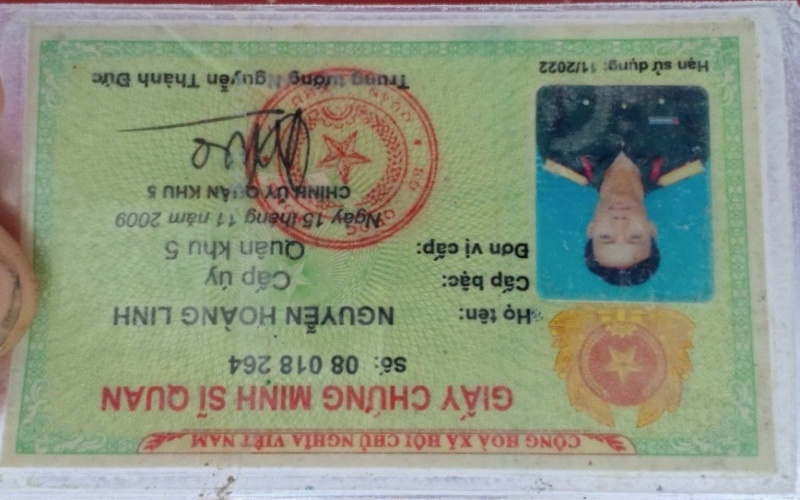 CỘNG HOÀ XÃ HỘI CHỦ NGHĨA VIỆT NAM
GIẤY CHỨNG MINH SĨ QUAN
Số: 08 018 264
Họ tên: NGUYỄN HOÀNG LINH
Cấp bậc: Cấp úy
Đơn vị cấp: Quân khu 5
Ngày 15 tháng 11 năm 2009
CHÍNH ỦY QUÂN KHU 5
Trung tướng Nguyễn Thành Đức
Hạn sử dụng: 11/2022